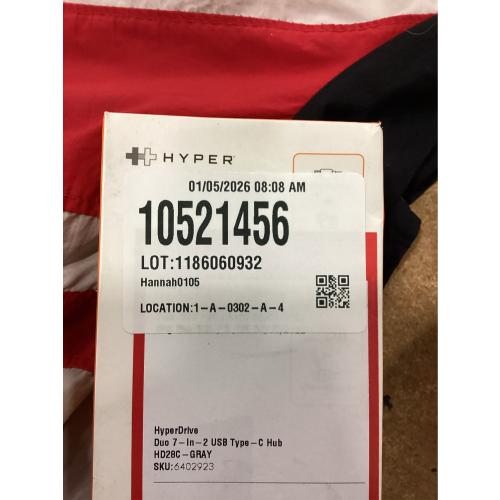 HYPER
01/05/2026 08:08 AM
10521456
LOT:1186060932
Hannah0105
LOCATION:1-A-0302-A-4
HyperDrive
Duo 7-in-2 USB Type-C Hub
HD28C-GRAY
SKU:6402923